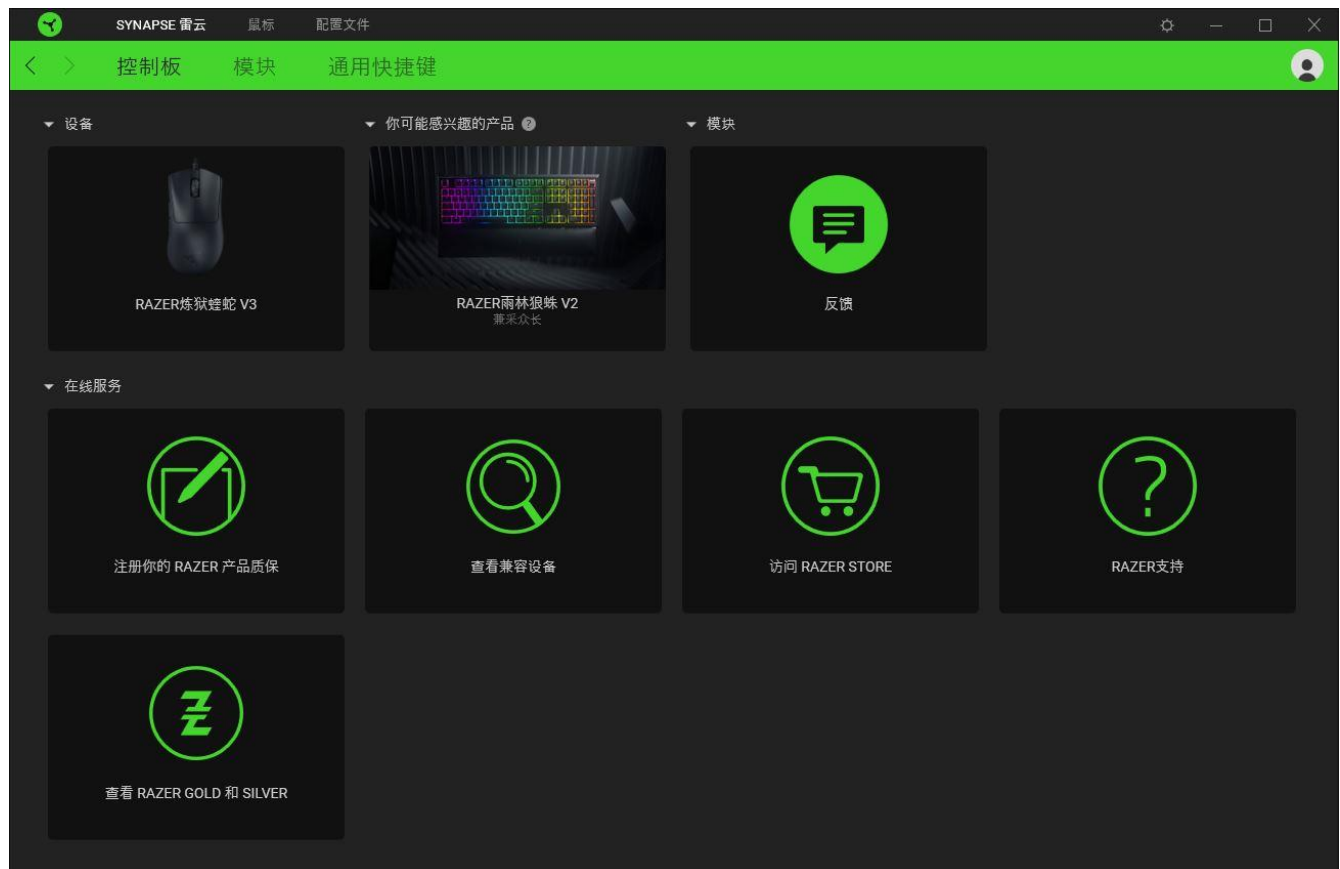 SYNAPSE 雷云 鼠标 配置文件
控制板 模块 通用快捷键
设备 你可能感兴趣的产品 ? 模块
RAZER炼狱蝰蛇 V3 RAZER雨林狼蛛 V2 反馈
兼采众长
在线服务
?
注册你的 RAZER 产品质保 查看兼容设备 访问 RAZER STORE RAZER支持
查看 RAZER GOLD 和 SILVER